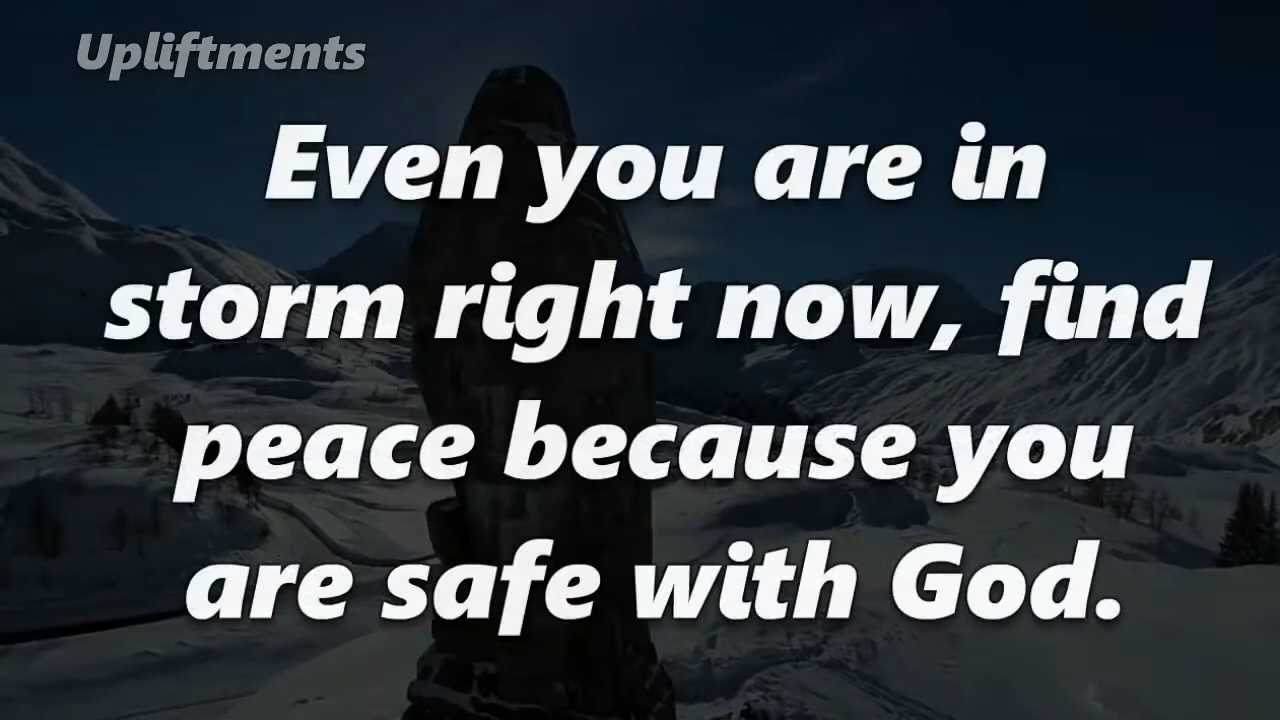 Upliftments
Even you are in
storm right now, find
peace because you
are safe with God.